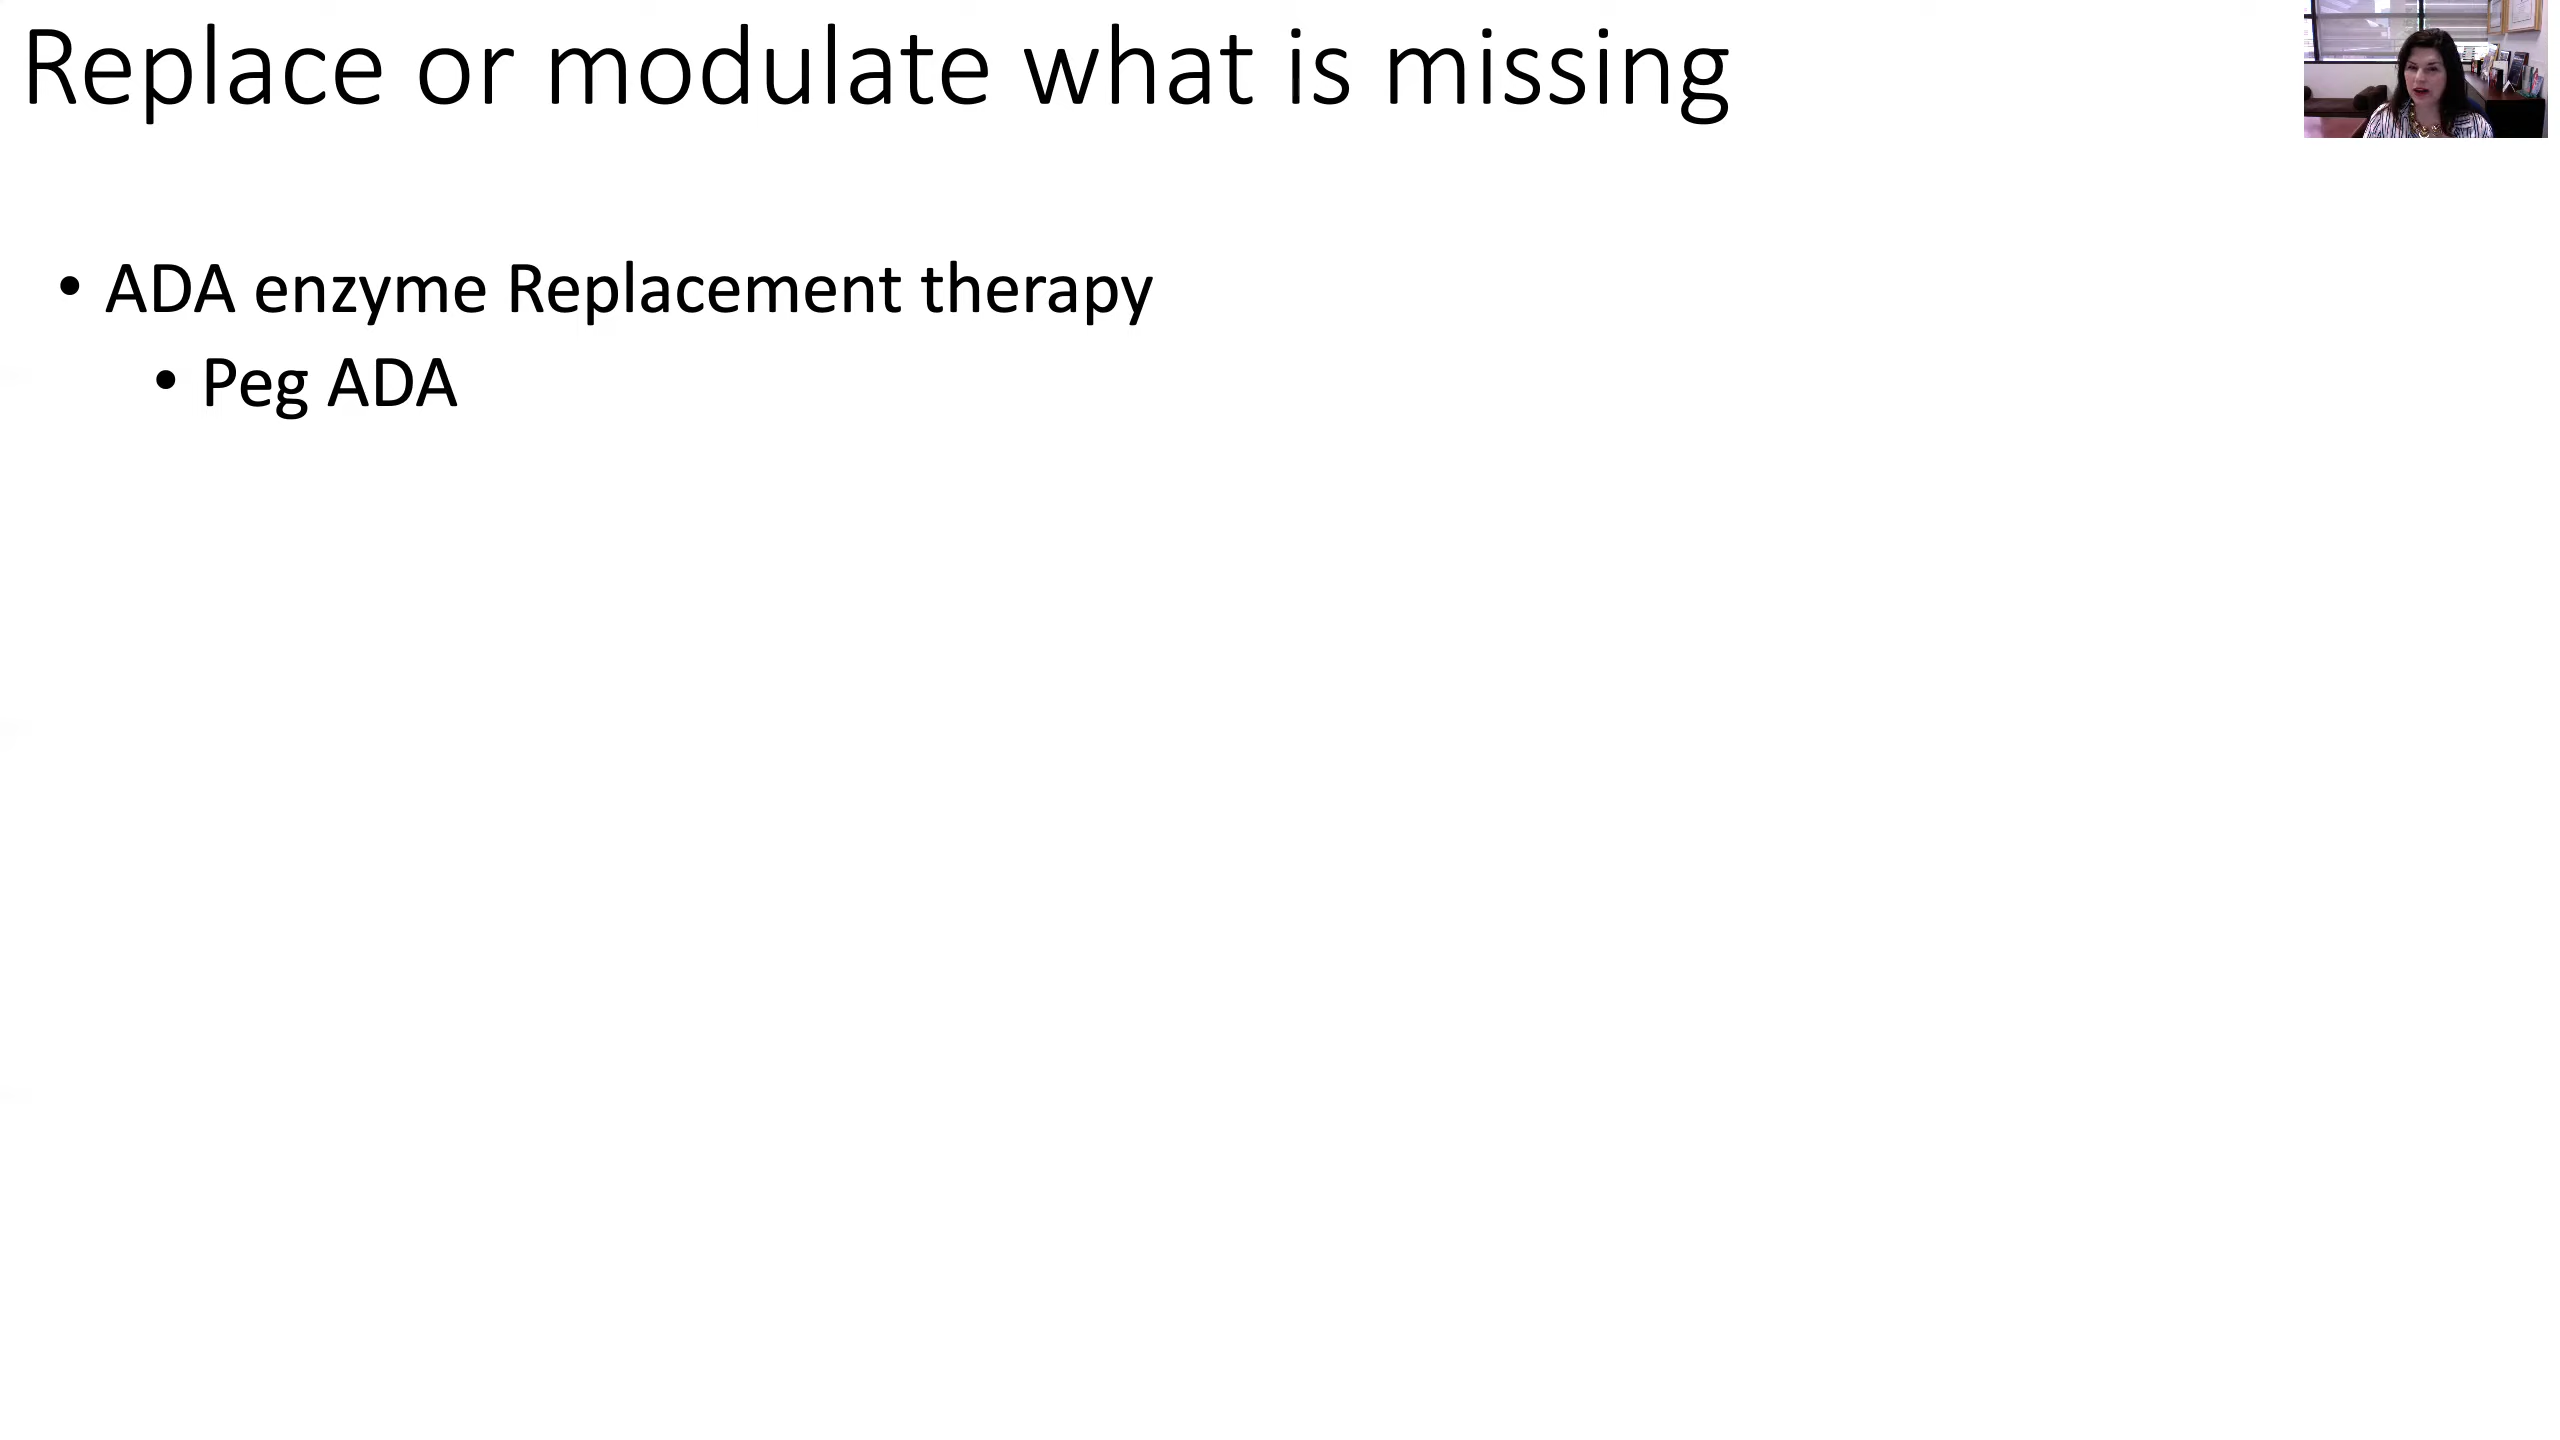 Replace or modulate what is missing
• ADA enzyme Replacement therapy
• Peg ADA